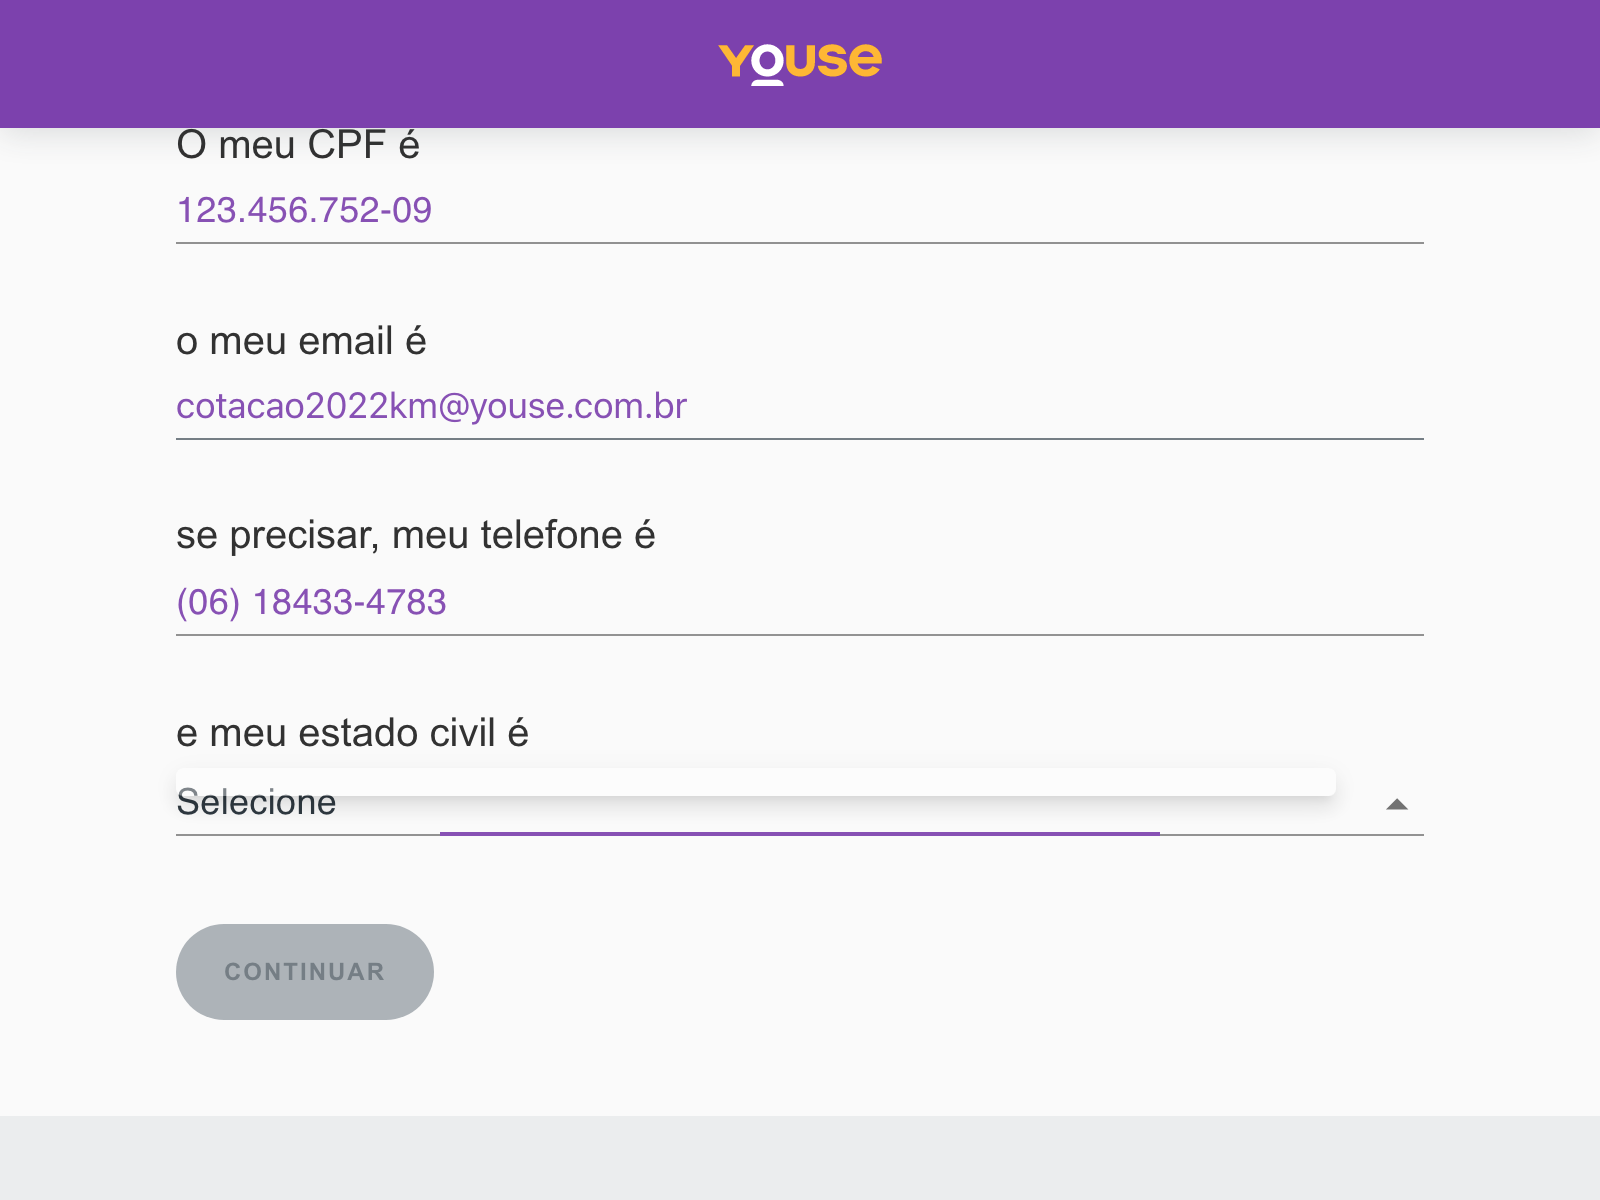 YOUSE
O meu CPF é
123.456.752-09
o meu email é
cotacao2022km@youse.com.br
se precisar, meu telefone é
(06) 18433-4783
e meu estado civil é
Selecione
CONTINUAR